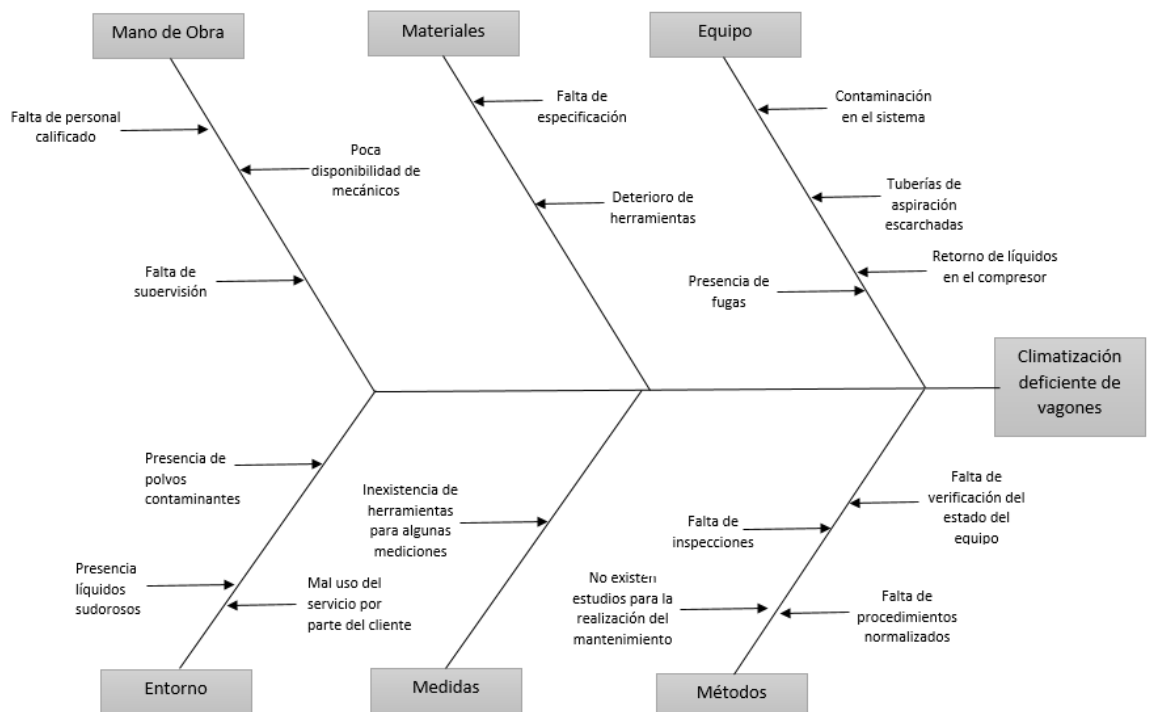 Mano de Obra
Materiales
Equipo
Falta de personal
calificado
Poca
disponibilidad de
mecánicos
Falta de
supervisión
Falta de
especificación
Deterioro de
herramientas
Contaminación
en el sistema
Tuberías de
aspiración
escarchadas
Retorno de líquidos
en el compresor
Presencia de
fugas
Climatización
deficiente de
vagones
Presencia de
polvos
contaminantes
Presencia
líquidos
sudorosos
Mal uso del
servicio por
parte del cliente
Inexistencia de
herramientas
para algunas
mediciones
Falta de
verificación del
estado del
equipo
Falta de
inspecciones
No existen
estudios para la
realización del
mantenimiento
Falta de
procedimientos
normalizados
Entorno
Medidas
Métodos